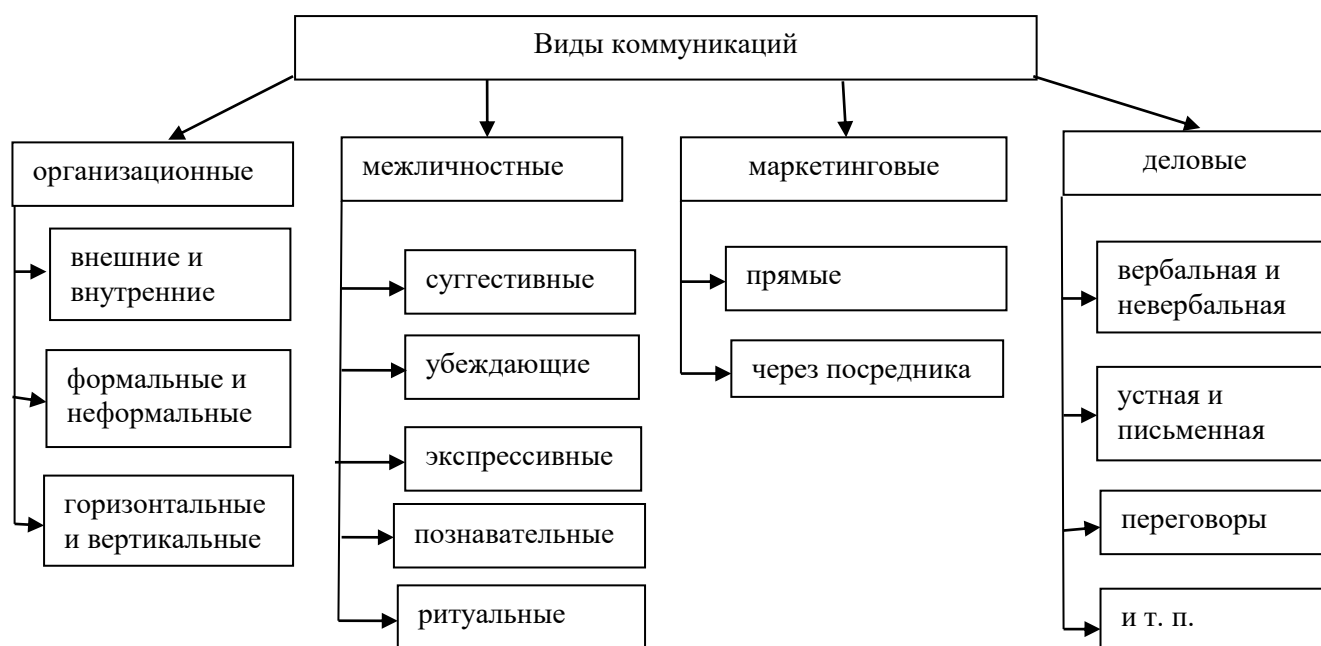 Виды коммуникаций
организационные
межличностные
маркетинговые
деловые
внешние и
внутренние
формальные и
неформальные
горизонтальные
и вертикальные
суггестивные
убеждающие
экспрессивные
познавательные
ритуальные
прямые
через посредника
вербальная и
невербальная
устная и
письменная
переговоры
и т. п.